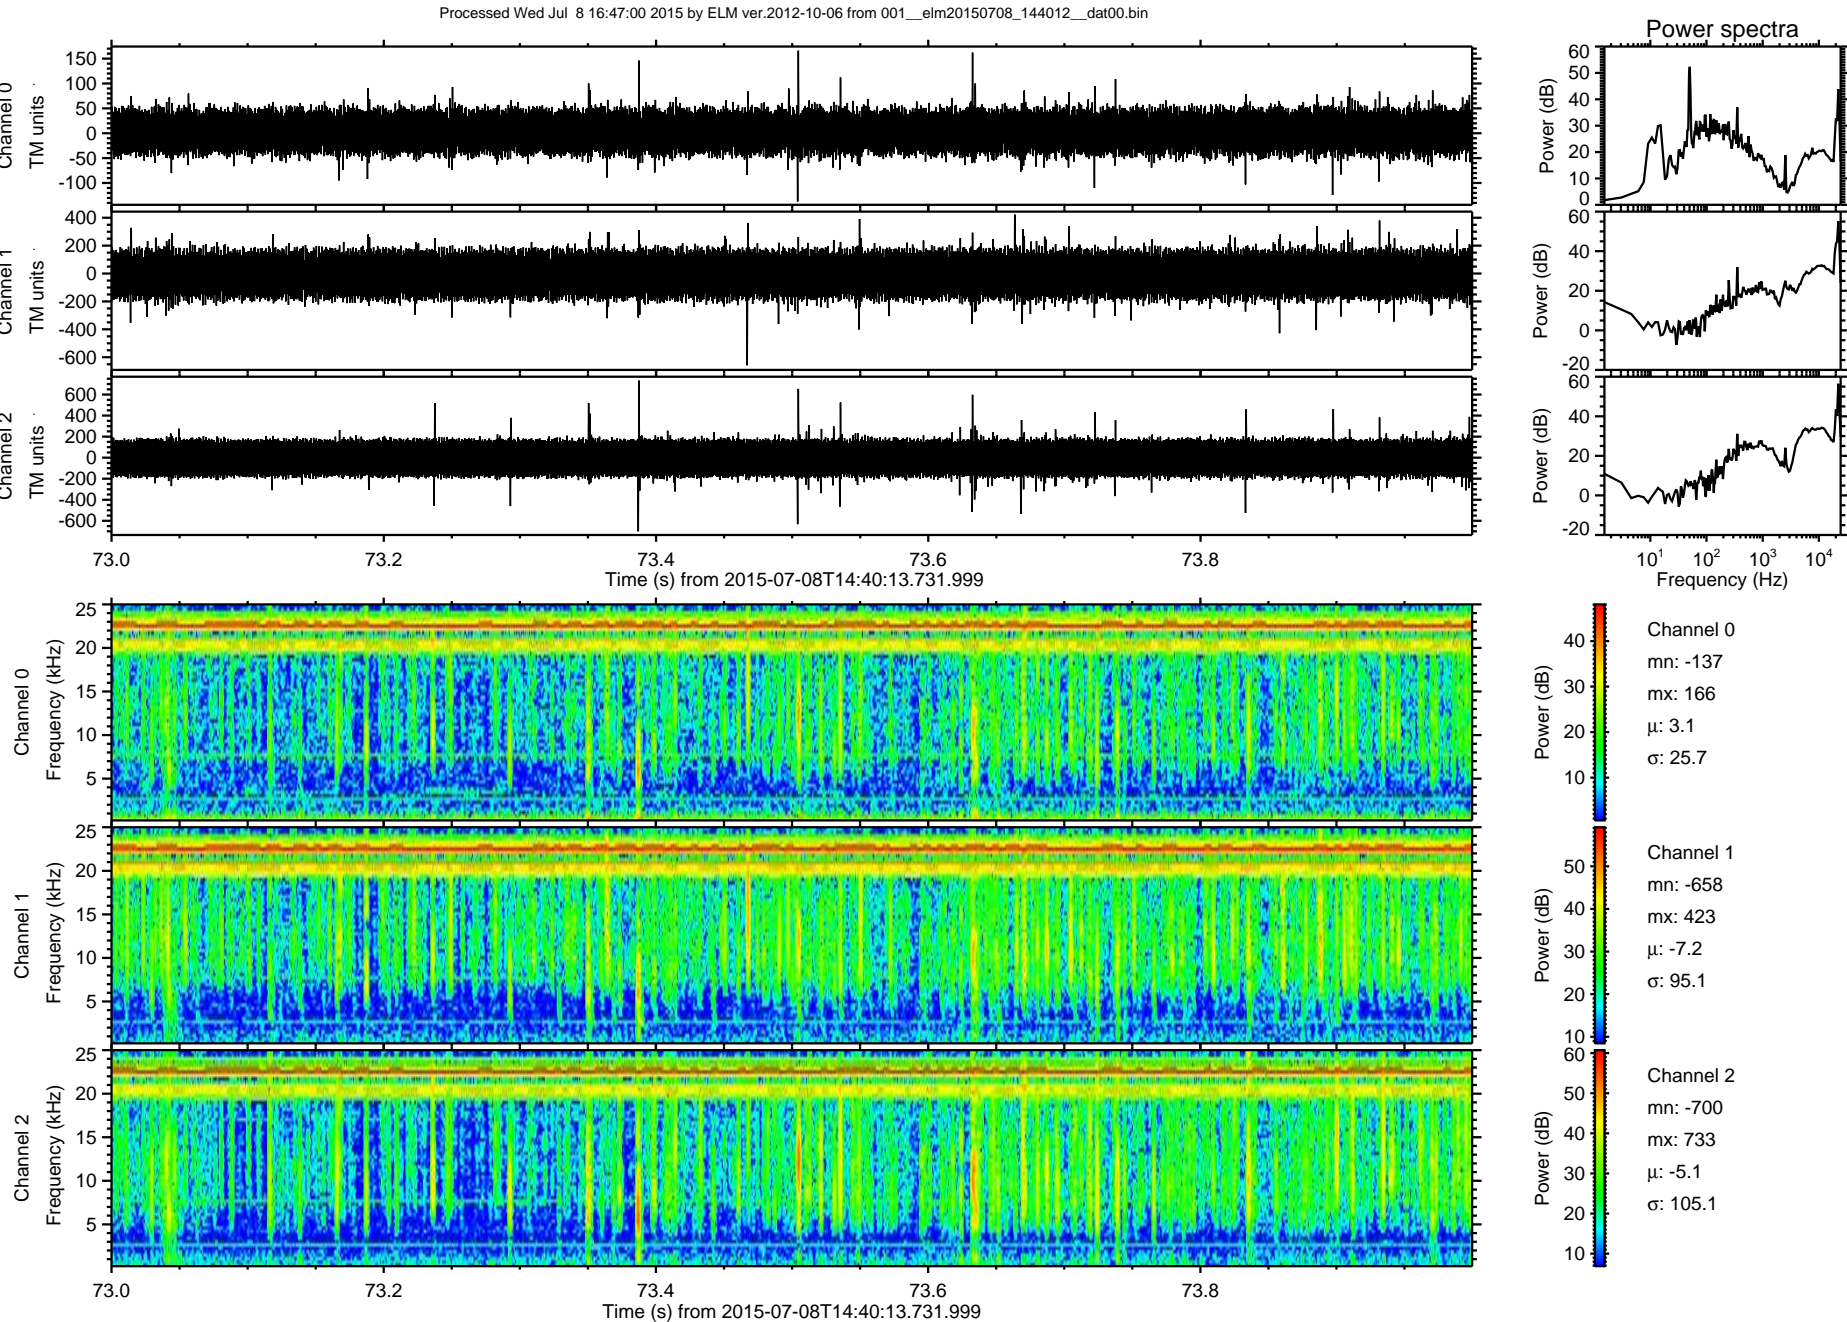 Processed Wed Jul  8 16:47:00 2015 by ELM ver.2012-10-06 from 001__elm20150708_144012__dat00.bin
Power spectra
Channel 0
TM units
150
100
50
0
-50
-100
Power (dB)
60
50
40
30
20
10
0
Channel 1
TM units
400
200
0
-200
-400
-600
Power (dB)
60
40
20
0
-20
Channel 2
TM units
600
400
200
0
-200
-400
-600
Power (dB)
60
40
20
0
-20
73.0 73.2 73.4 73.6 73.8
Time (s) from 2015-07-08T14:40:13.731.999
10^1 10^2 10^3 10^4
Frequency (Hz)
Channel 0
Frequency (kHz)
25
20
15
10
5
Power (dB)
40
30
20
10
Channel 0
mn: -137
mx: 166
μ: 3.1
σ: 25.7
Channel 1
Frequency (kHz)
25
20
15
10
5
Power (dB)
50
40
30
20
10
Channel 1
mn: -658
mx: 423
μ: -7.2
σ: 95.1
Channel 2
Frequency (kHz)
25
20
15
10
5
Power (dB)
60
50
40
30
20
10
Channel 2
mn: -700
mx: 733
μ: -5.1
σ: 105.1
73.0 73.2 73.4 73.6 73.8
Time (s) from 2015-07-08T14:40:13.731.999